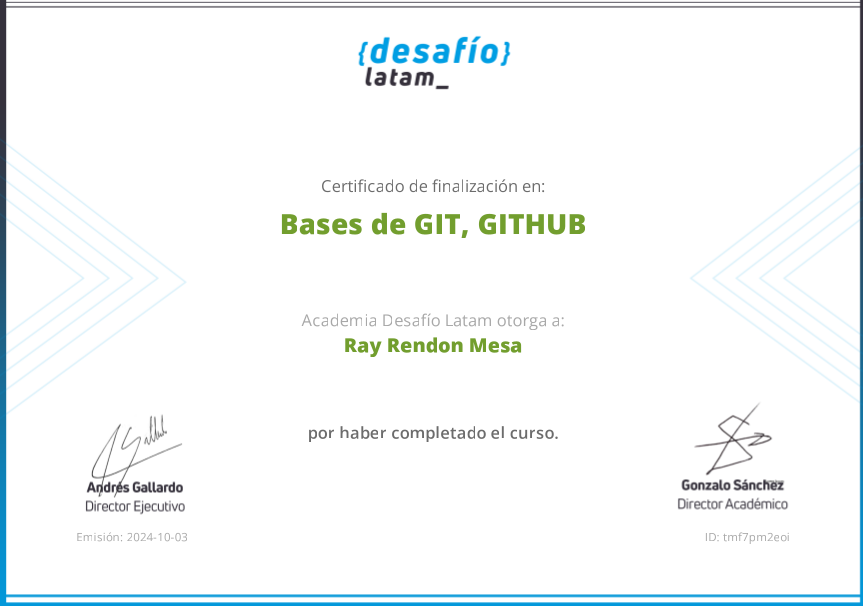 {desafío}
latam_
Certificado de finalización en:
Bases de GIT, GITHUB
Academia Desafío Latam otorga a:
Ray Rendon Mesa
por haber completado el curso.
Andrés Gallardo
Director Ejecutivo
Gonzalo Sánchez
Director Académico
Emisión: 2024-10-03
ID: tmf7pm2eoi